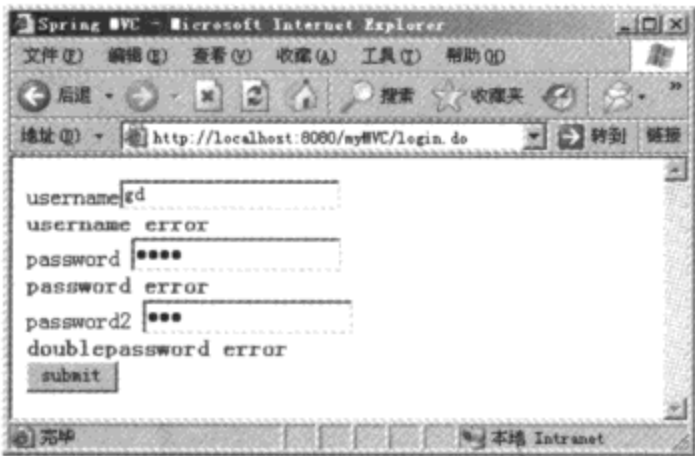 Spring MVC - Microsoft Internet Explorer
文件(F) 编辑(E) 查看(V) 收藏(A) 工具(T) 帮助(H)
后退 搜索 收藏夹 »
地址(D) http://localhost:8080/myMVC/login.do 转到 链接
username gd
username error
password ●●●●
password error
password2 ●●●
doublepassword error
submit
完毕 本地 Intranet